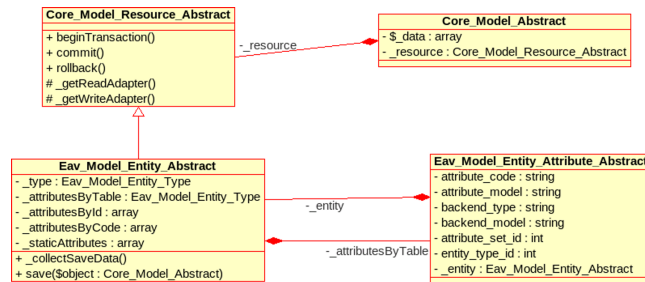 Core_Model_Resource_Abstract
+ beginTransaction()
+ commit()
+ rollback()
# _getReadAdapter()
# _getWriteAdapter()
-_resource
Core_Model_Abstract
- $_data : array
- _resource : Core_Model_Resource_Abstract
Eav_Model_Entity_Abstract
- _type : Eav_Model_Entity_Type
- _attributesByTable : Eav_Model_Entity_Type
- _attributesById : array
- _attributesByCode : array
- _staticAttributes : array
+ _collectSaveData()
+ save($object : Core_Model_Abstract)
-_entity
-_attributesByTable
Eav_Model_Entity_Attribute_Abstract
- attribute_code : string
- attribute_model : string
- backend_type : string
- backend_model : string
- attribute_set_id : int
- entity_type_id : int
- _entity : Eav_Model_Entity_Abstract